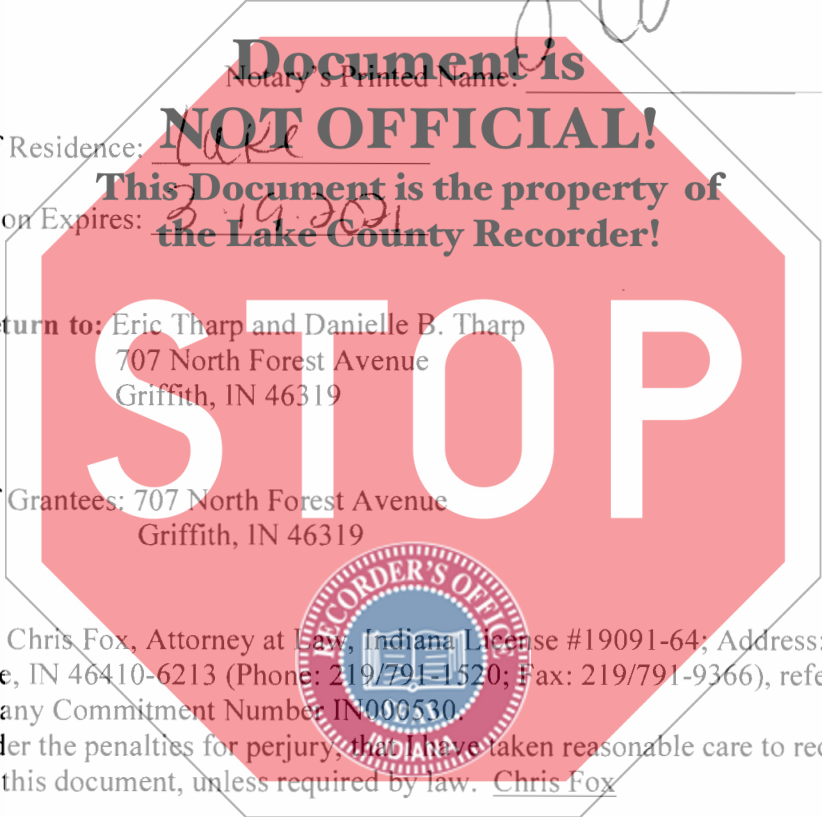 Document is
Notary's Printed Name:
NOT OFFICIAL!
Residence: Lake
This Document is the property of
on Expires: 3-19-2021
the Lake County Recorder!
turn to: Eric Tharp and Danielle B. Tharp
707 North Forest Avenue
Griffith, IN 46319
STOP
Grantees: 707 North Forest Avenue
Griffith, IN 46319
RECORDER'S OFFICE
Chris Fox, Attorney at Law, Indiana License #19091-64; Address:
e, IN 46410-6213 (Phone: 219/791-1520; Fax: 219/791-9366), refe
any Commitment Number IN000530.
der the penalties for perjury, that I have taken reasonable care to red
this document, unless required by law. Chris Fox
INDIANA